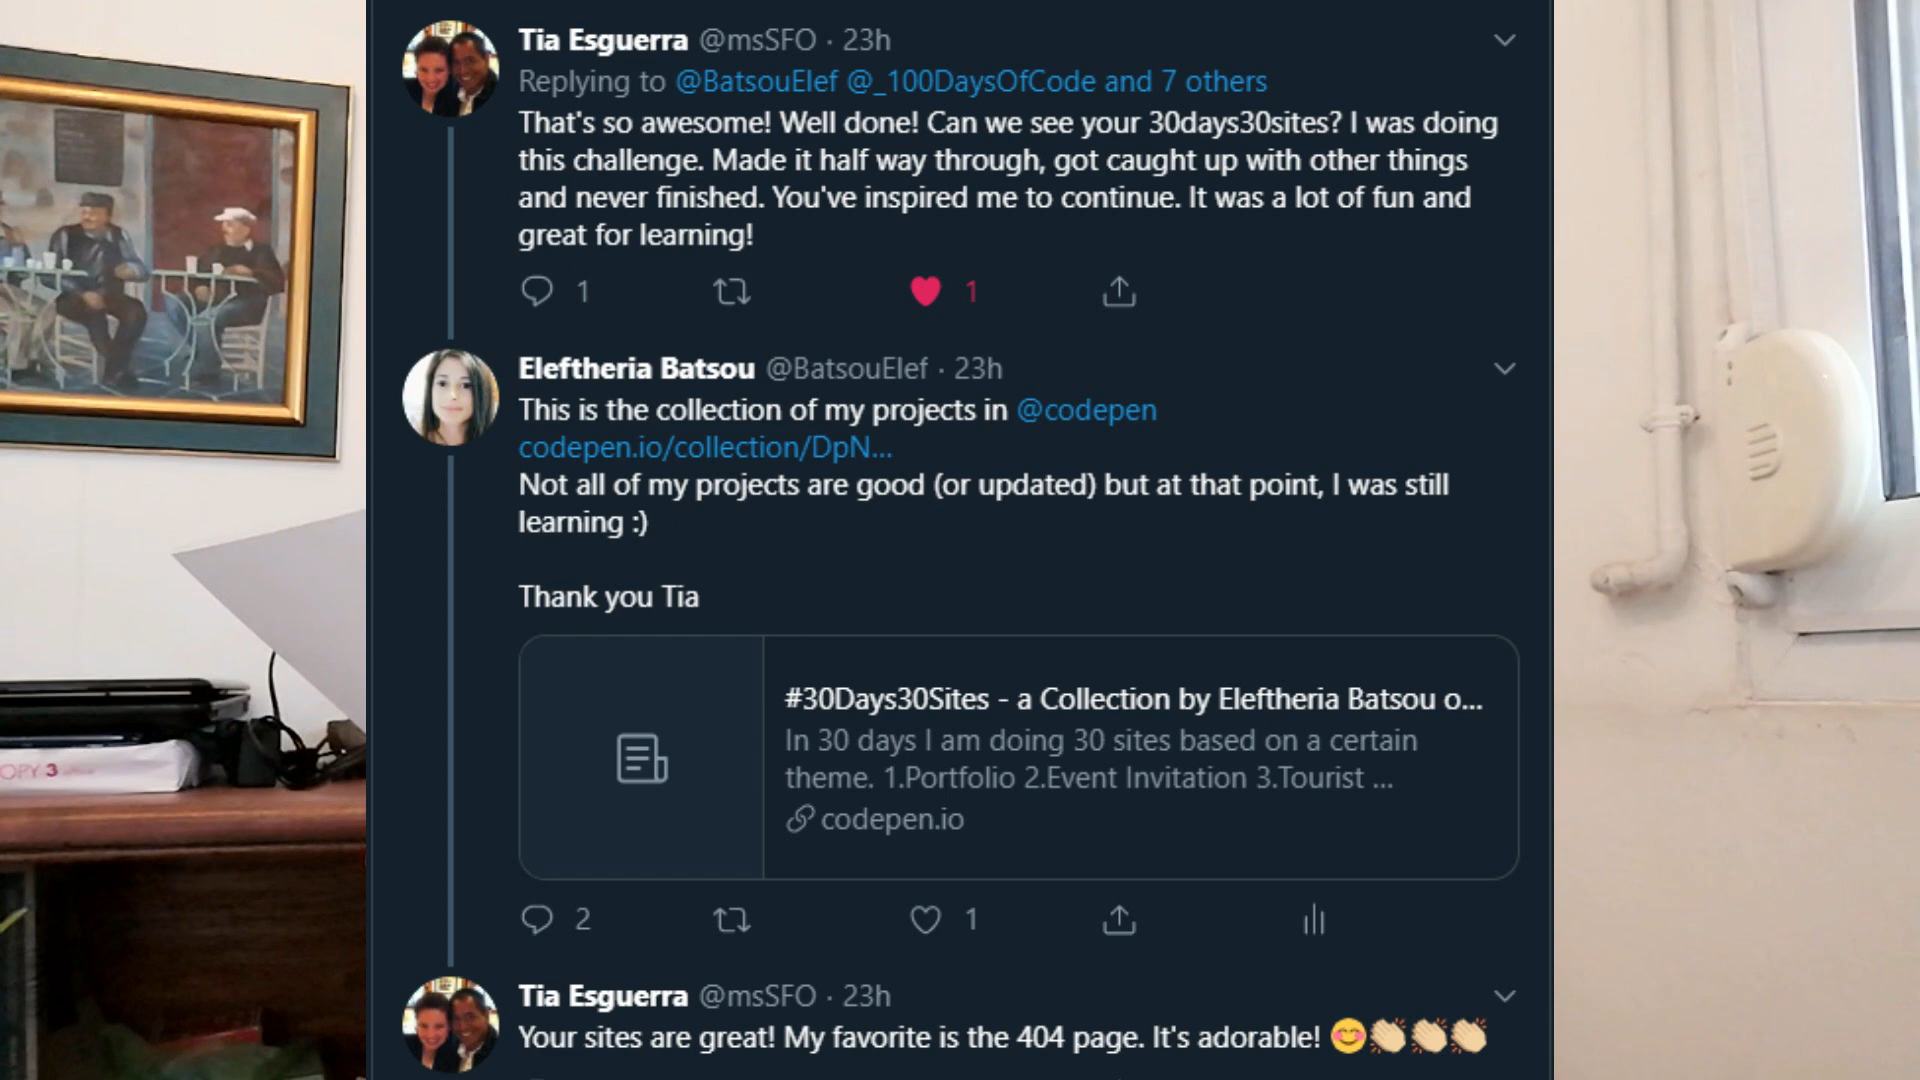 Tia Esguerra @msSFO · 23h
Replying to @BatsouElef @_100DaysOfCode and 7 others
That's so awesome! Well done! Can we see your 30days30sites? I was doing
this challenge. Made it half way through, got caught up with other things
and never finished. You've inspired me to continue. It was a lot of fun and
great for learning!
1
1
Eleftheria Batsou @BatsouElef · 23h
This is the collection of my projects in @codepen
codepen.io/collection/DpN...
Not all of my projects are good (or updated) but at that point, I was still
learning :)
Thank you Tia
#30Days30Sites - a Collection by Eleftheria Batsou o...
In 30 days I am doing 30 sites based on a certain
theme. 1.Portfolio 2.Event Invitation 3.Tourist ...
codepen.io
2
1
Tia Esguerra @msSFO · 23h
Your sites are great! My favorite is the 404 page. It's adorable! 😊👏🏼👏🏼👏🏼
OPY 3